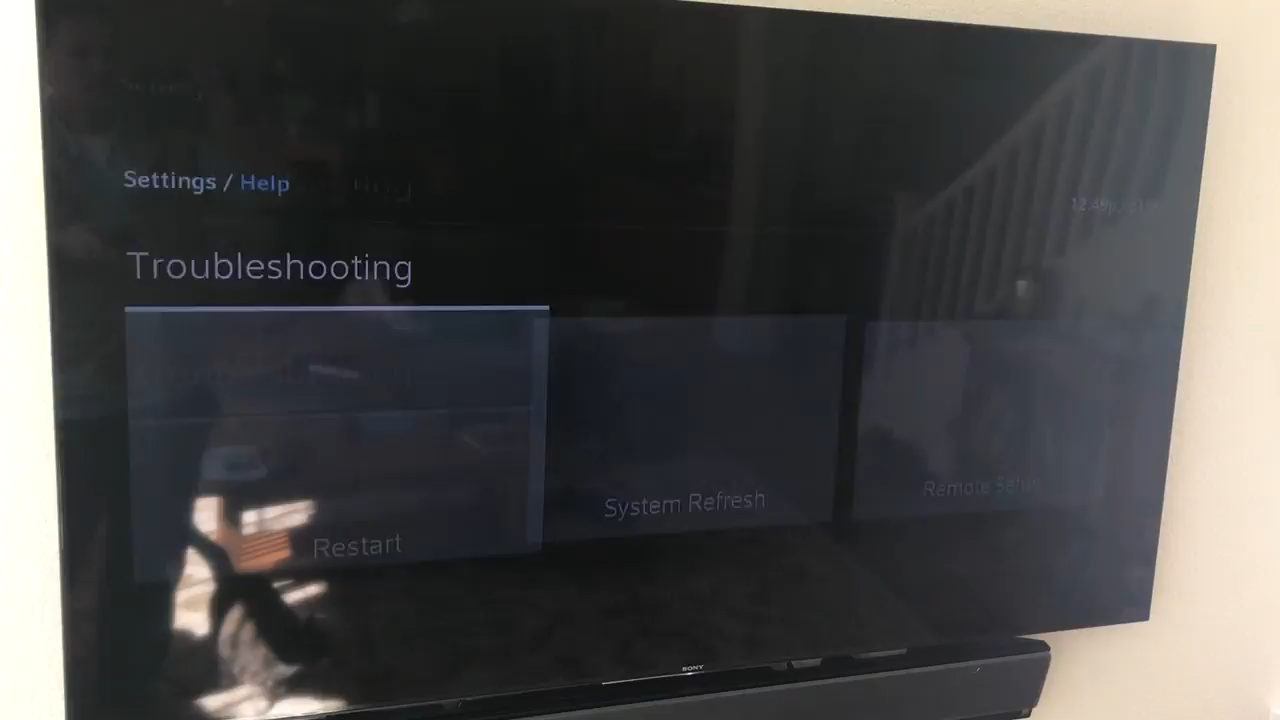 Settings / Help
Troubleshooting
Restart
System Refresh
Remote Setup
SONY